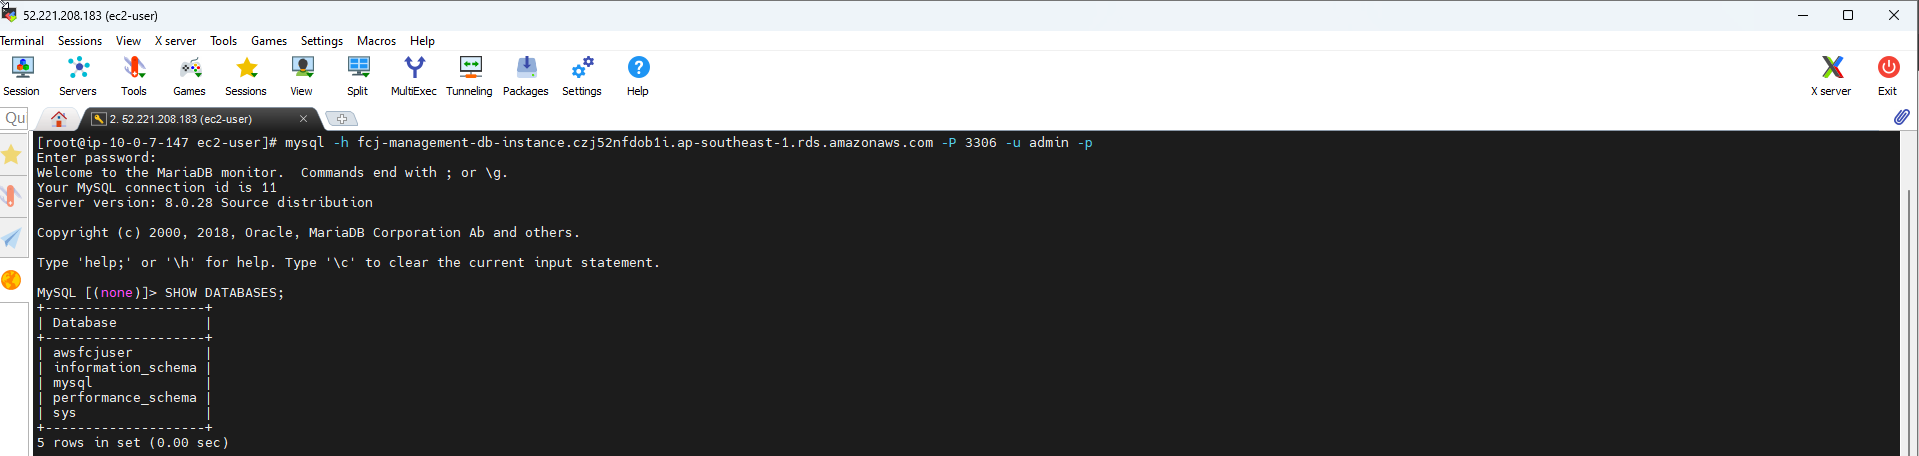 52.221.208.183 (ec2-user)
Terminal Sessions View X server Tools Games Settings Macros Help
Session Servers Tools Games Sessions View Split MultiExec Tunneling Packages Settings Help X server Exit
Qu 2. 52.221.208.183 (ec2-user)
[root@ip-10-0-7-147 ec2-user]# mysql -h fcj-management-db-instance.czj52nfdob1i.ap-southeast-1.rds.amazonaws.com -P 3306 -u admin -p
Enter password:
Welcome to the MariaDB monitor.  Commands end with ; or \g.
Your MySQL connection id is 11
Server version: 8.0.28 Source distribution
Copyright (c) 2000, 2018, Oracle, MariaDB Corporation Ab and others.
Type 'help;' or '\h' for help. Type '\c' to clear the current input statement.
MySQL [(none)]> SHOW DATABASES;
+--------------------+
| Database           |
+--------------------+
| awsfcjuser         |
| information_schema |
| mysql              |
| performance_schema |
| sys                |
+--------------------+
5 rows in set (0.00 sec)